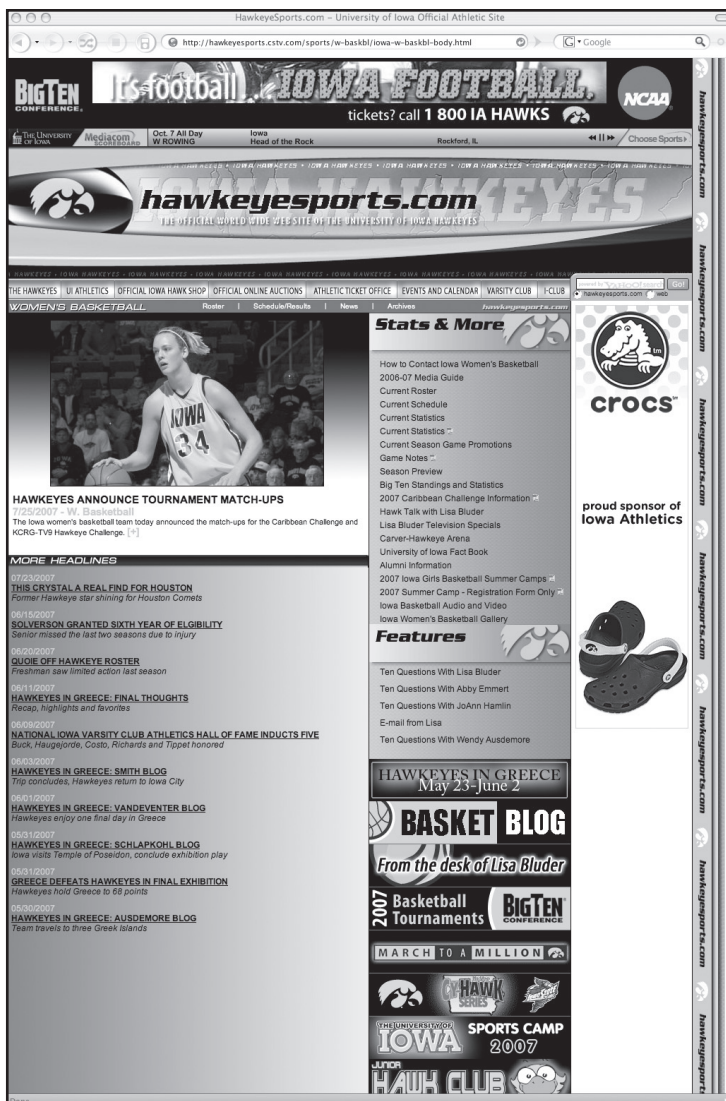 HawkeyeSports.com – University of Iowa Official Athletic Site
http://hawkeyesports.cstv.com/sports/w-baskbl/iowa-w-baskbl-body.html
Google
BIGTEN
CONFERENCE®
It's football... IOWA FOOTBALL.
tickets? call 1 800 IA HAWKS
NCAA
THE UNIVERSITY OF IOWA
Mediacom
SCOREBOARD
Oct. 7 All Day
W ROWING
Iowa
Head of the Rock
Rockford, IL
Choose Sports
IOWA HAWKEYES
hawkeyesports.com
THE OFFICIAL WORLD WIDE WEB SITE OF THE UNIVERSITY OF IOWA HAWKEYES
THE HAWKEYES UI ATHLETICS OFFICIAL IOWA HAWK SHOP OFFICIAL ONLINE AUCTIONS ATHLETIC TICKET OFFICE EVENTS AND CALENDAR VARSITY CLUB I-CLUB
Go!
hawkeyesports.com web
WOMEN'S BASKETBALL
Roster | Schedule/Results | News | Archives
hawkeyesports.com
IOWA
34
HAWKEYES ANNOUNCE TOURNAMENT MATCH-UPS
7/25/2007 - W. Basketball
The Iowa women's basketball team today announced the match-ups for the Caribbean Challenge and
KCRG-TV9 Hawkeye Challenge. [+]
MORE HEADLINES
07/23/2007
THIS CRYSTAL A REAL FIND FOR HOUSTON
Former Hawkeye star shining for Houston Comets
06/15/2007
SOLVERSON GRANTED SIXTH YEAR OF ELGIBILITY
Senior missed the last two seasons due to injury
06/20/2007
QUOIE OFF HAWKEYE ROSTER
Freshman saw limited action last season
06/11/2007
HAWKEYES IN GREECE: FINAL THOUGHTS
Recap, highlights and favorites
06/09/2007
NATIONAL IOWA VARSITY CLUB ATHLETICS HALL OF FAME INDUCTS FIVE
Buck, Haugejorde, Costo, Richards and Tippet honored
06/03/2007
HAWKEYES IN GREECE: SMITH BLOG
Trip concludes, Hawkeyes return to Iowa City
06/01/2007
HAWKEYES IN GREECE: VANDEVENTER BLOG
Hawkeyes enjoy one final day in Greece
05/31/2007
HAWKEYES IN GREECE: SCHLAPKOHL BLOG
Iowa visits Temple of Poseidon, conclude exhibition play
05/31/2007
GREECE DEFEATS HAWKEYES IN FINAL EXHIBITION
Hawkeyes hold Greece to 68 points
05/30/2007
HAWKEYES IN GREECE: AUSDEMORE BLOG
Team travels to three Greek Islands
Stats & More
How to Contact Iowa Women's Basketball
2006-07 Media Guide
Current Roster
Current Schedule
Current Statistics
Current Statistics
Current Season Game Promotions
Game Notes
Season Preview
Big Ten Standings and Statistics
2007 Caribbean Challenge Information
Hawk Talk with Lisa Bluder
Lisa Bluder Television Specials
Carver-Hawkeye Arena
University of Iowa Fact Book
Alumni Information
2007 Iowa Girls Basketball Summer Camps
2007 Summer Camp - Registration Form Only
Iowa Basketball Audio and Video
Iowa Women's Basketball Gallery
Features
Ten Questions With Lisa Bluder
Ten Questions With Abby Emmert
Ten Questions With JoAnn Hamlin
E-mail from Lisa
Ten Questions With Wendy Ausdemore
HAWKEYES IN GREECE
May 23-June 2
BASKET BLOG
From the desk of Lisa Bluder
2007 Basketball
Tournaments
BIGTEN
CONFERENCE
MARCH TO A MILLION
CY-HAWK
SERIES
THE UNIVERSITY OF
IOWA
SPORTS CAMP
2007
JUNIOR
HAWK CLUB
crocs™
proud sponsor of
Iowa Athletics
hawkeyesports.com
hawkeyesports.com
hawkeyesports.com
hawkeyesports.com
hawkeyesports.com
hawkeyesports.com
hawkeyesports.com